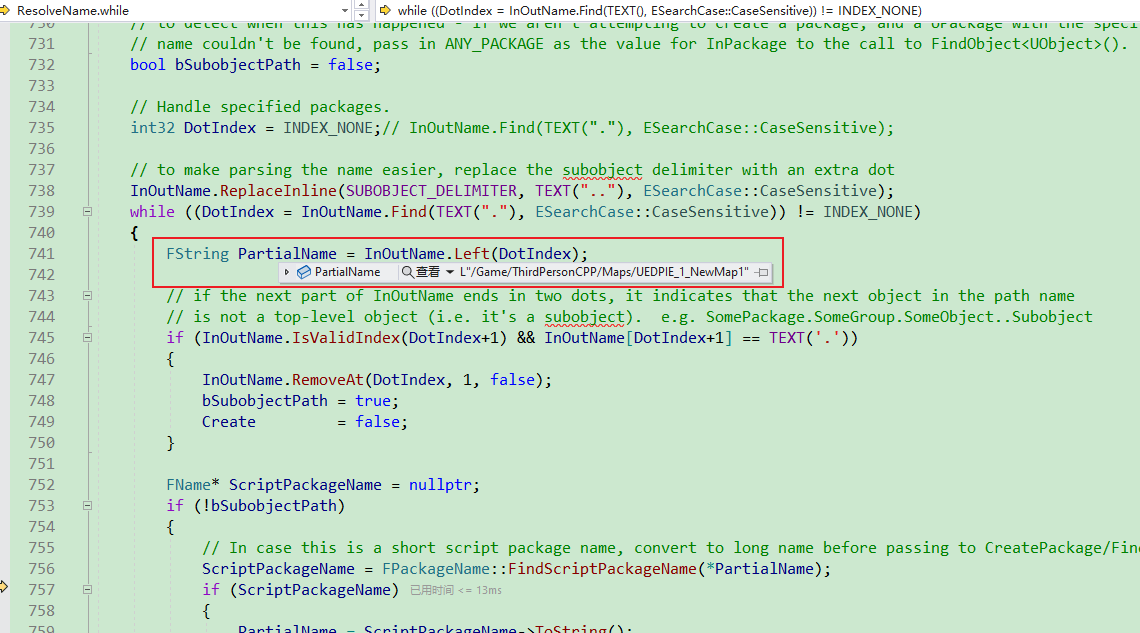 ResolveName.while
while ((DotIndex = InOutName.Find(TEXT(), ESearchCase::CaseSensitive)) != INDEX_NONE)
730 // to detect when this has happened - if we aren't attempting to create a package, and a UPackage with the speci
731 // name couldn't be found, pass in ANY_PACKAGE as the value for InPackage to the call to FindObject<UObject>().
732 bool bSubobjectPath = false;
733
734 // Handle specified packages.
735 int32 DotIndex = INDEX_NONE;// InOutName.Find(TEXT("."), ESearchCase::CaseSensitive);
736
737 // to make parsing the name easier, replace the subobject delimiter with an extra dot
738 InOutName.ReplaceInline(SUBOBJECT_DELIMITER, TEXT(".."), ESearchCase::CaseSensitive);
739 while ((DotIndex = InOutName.Find(TEXT("."), ESearchCase::CaseSensitive)) != INDEX_NONE)
740 {
741 FString PartialName = InOutName.Left(DotIndex);
742 PartialName 查看 L"/Game/ThirdPersonCPP/Maps/UEDPIE_1_NewMap1"
743 // if the next part of InOutName ends in two dots, it indicates that the next object in the path name
744 // is not a top-level object (i.e. it's a subobject).  e.g. SomePackage.SomeGroup.SomeObject..Subobject
745 if (InOutName.IsValidIndex(DotIndex+1) && InOutName[DotIndex+1] == TEXT('.'))
746 {
747 InOutName.RemoveAt(DotIndex, 1, false);
748 bSubobjectPath = true;
749 Create = false;
750 }
751
752 FName* ScriptPackageName = nullptr;
753 if (!bSubobjectPath)
754 {
755 // In case this is a short script package name, convert to long name before passing to CreatePackage/Fin
756 ScriptPackageName = FPackageName::FindScriptPackageName(*PartialName);
757 if (ScriptPackageName) 已用时间 <= 13ms
758 {
759 PartialName = ScriptPackageName->ToString();